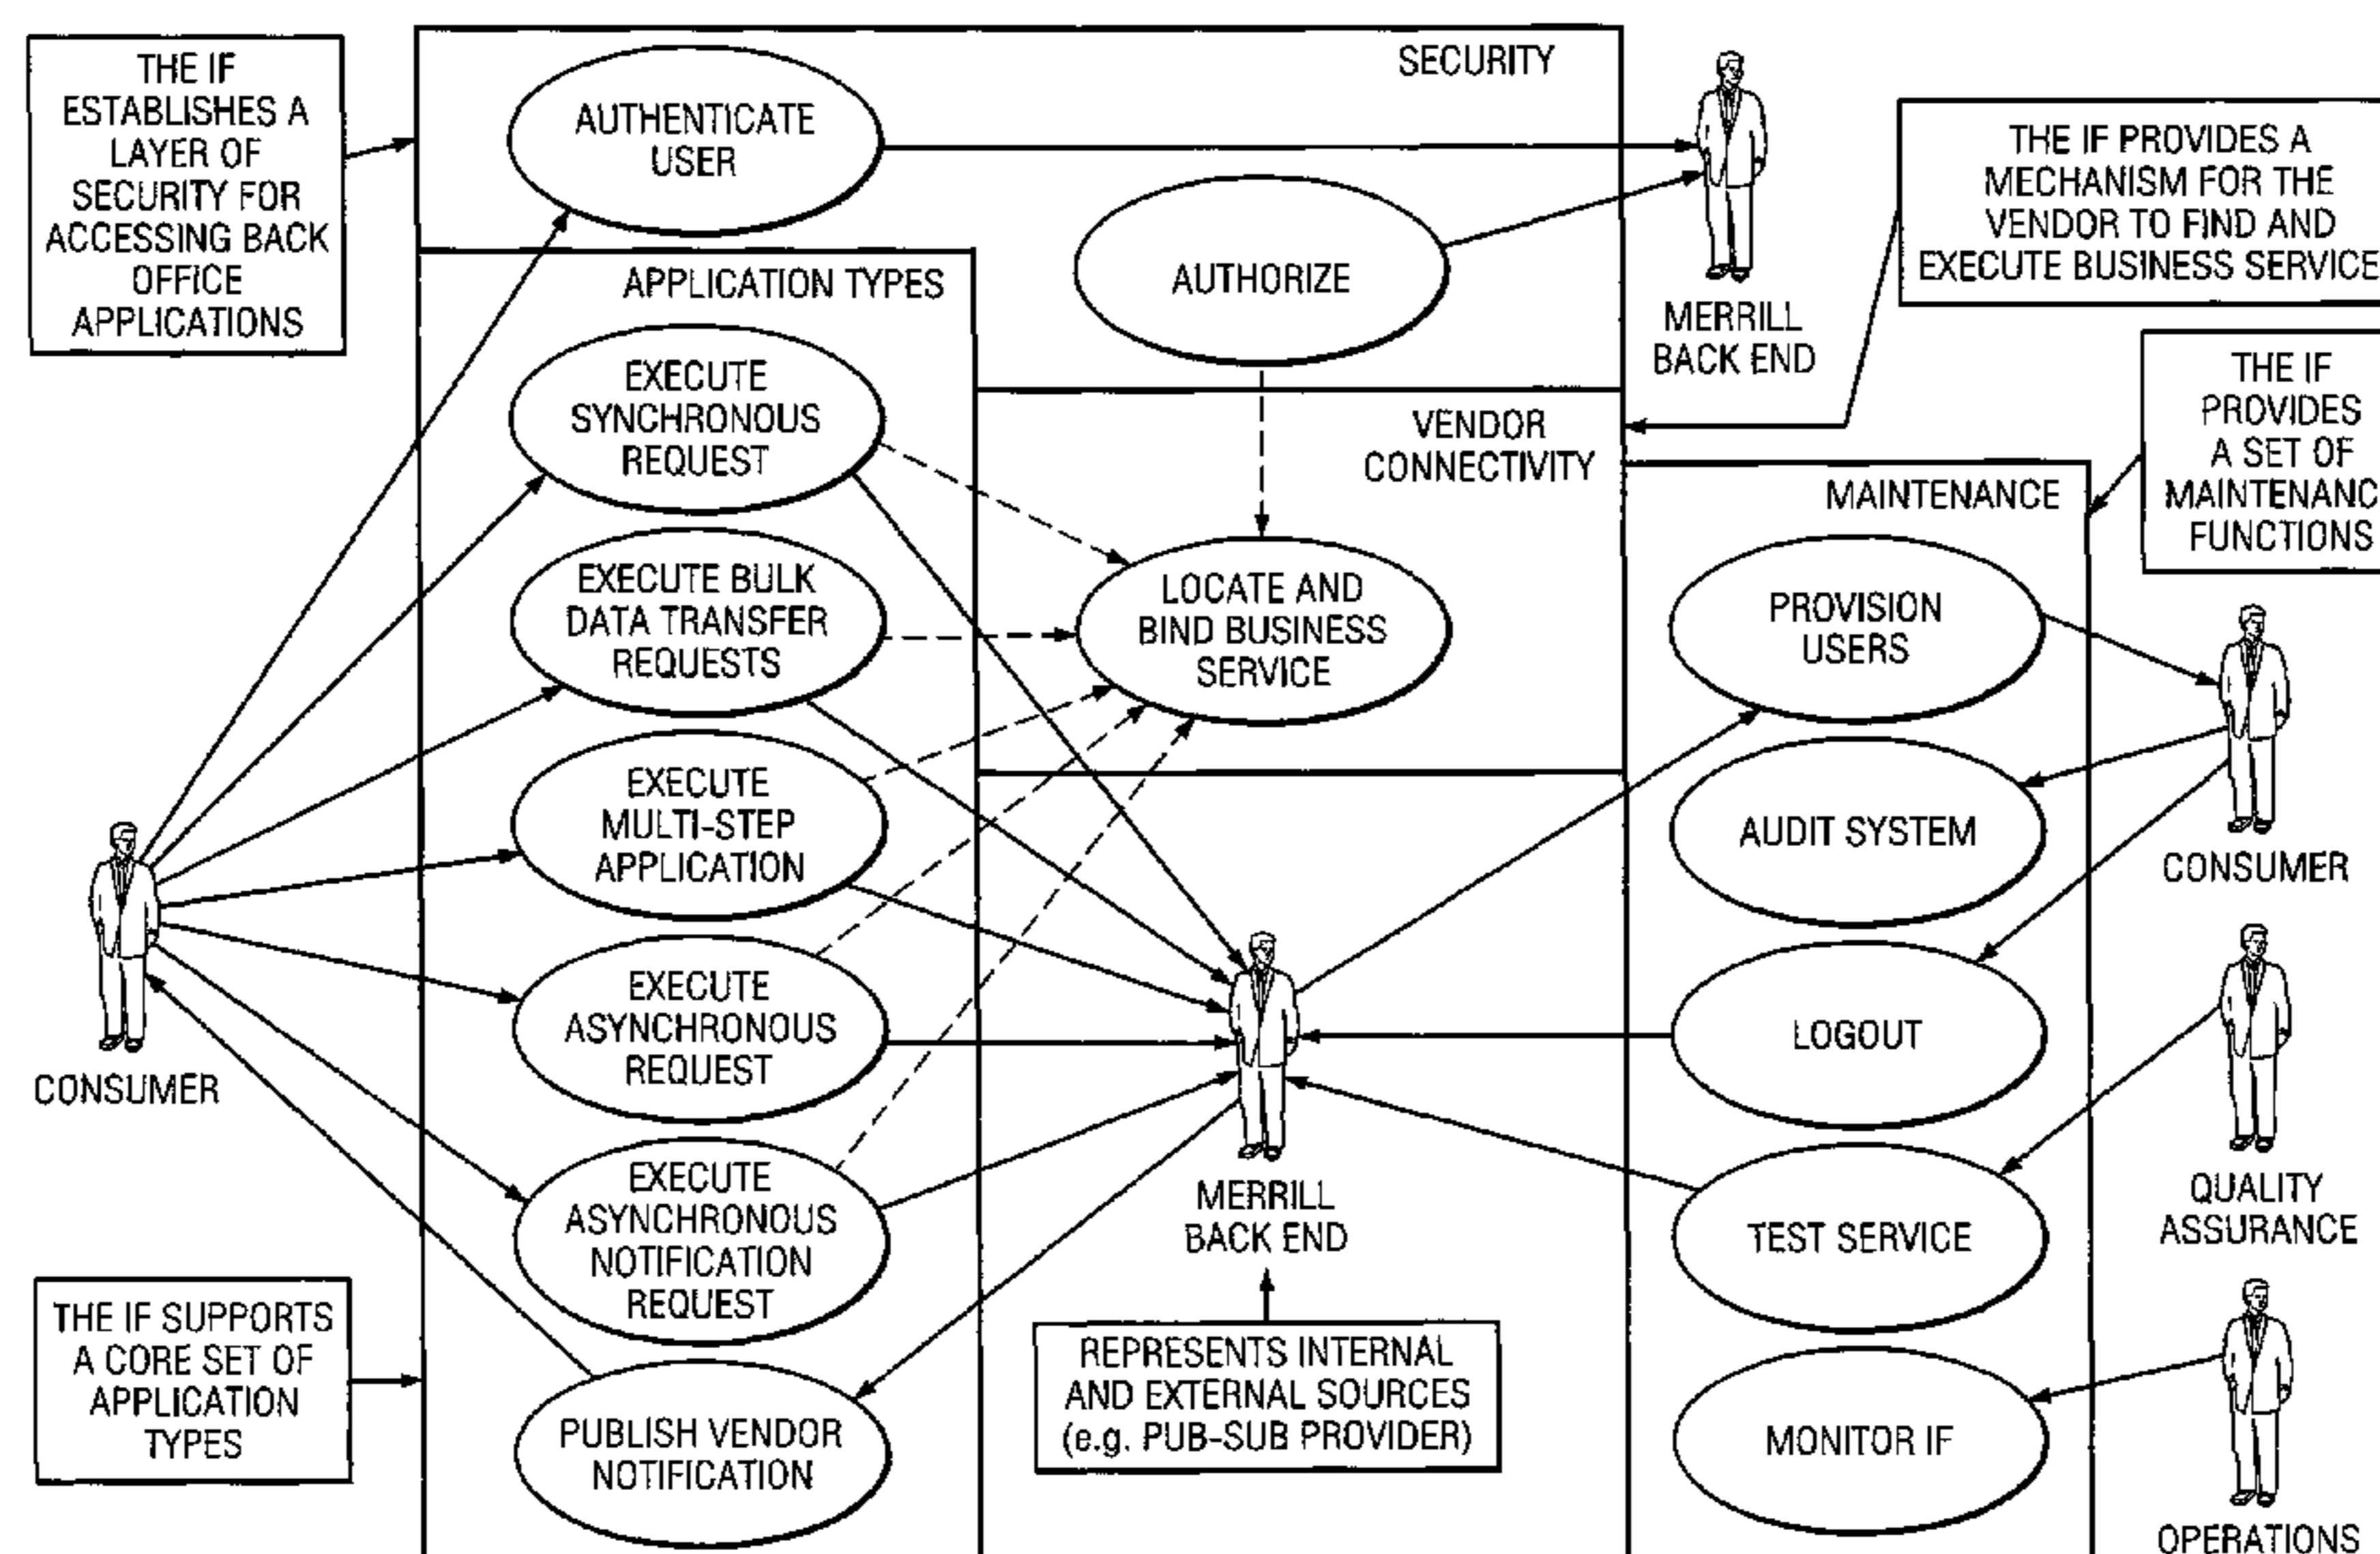 THE IF
ESTABLISHES A
LAYER OF
SECURITY FOR
ACCESSING BACK
OFFICE
APPLICATIONS
SECURITY
AUTHENTICATE
USER
AUTHORIZE
MERRILL
BACK END
THE IF PROVIDES A
MECHANISM FOR THE
VENDOR TO FIND AND
EXECUTE BUSINESS SERVICE
APPLICATION TYPES
EXECUTE
SYNCHRONOUS
REQUEST
EXECUTE BULK
DATA TRANSFER
REQUESTS
EXECUTE
MULTI-STEP
APPLICATION
EXECUTE
ASYNCHRONOUS
REQUEST
EXECUTE
ASYNCHRONOUS
NOTIFICATION
REQUEST
PUBLISH VENDOR
NOTIFICATION
VENDOR
CONNECTIVITY
LOCATE AND
BIND BUSINESS
SERVICE
THE IF
PROVIDES
A SET OF
MAINTENANC
FUNCTIONS
MAINTENANCE
PROVISION
USERS
AUDIT SYSTEM
LOGOUT
TEST SERVICE
MONITOR IF
CONSUMER
CONSUMER
QUALITY
ASSURANCE
OPERATIONS
MERRILL
BACK END
REPRESENTS INTERNAL
AND EXTERNAL SOURCES
(e.g. PUB-SUB PROVIDER)
THE IF SUPPORTS
A CORE SET OF
APPLICATION
TYPES